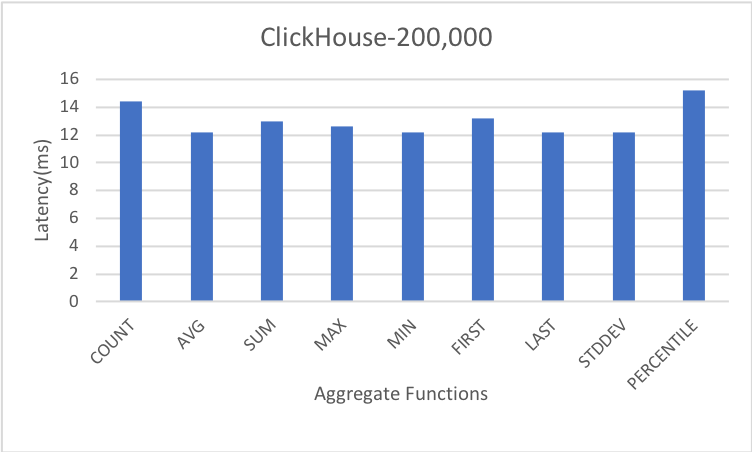 ClickHouse-200,000
Latency(ms)
16
14
12
10
8
6
4
2
0
COUNT
AVG
SUM
MAX
MIN
FIRST
LAST
STDDEV
PERCENTILE
Aggregate Functions